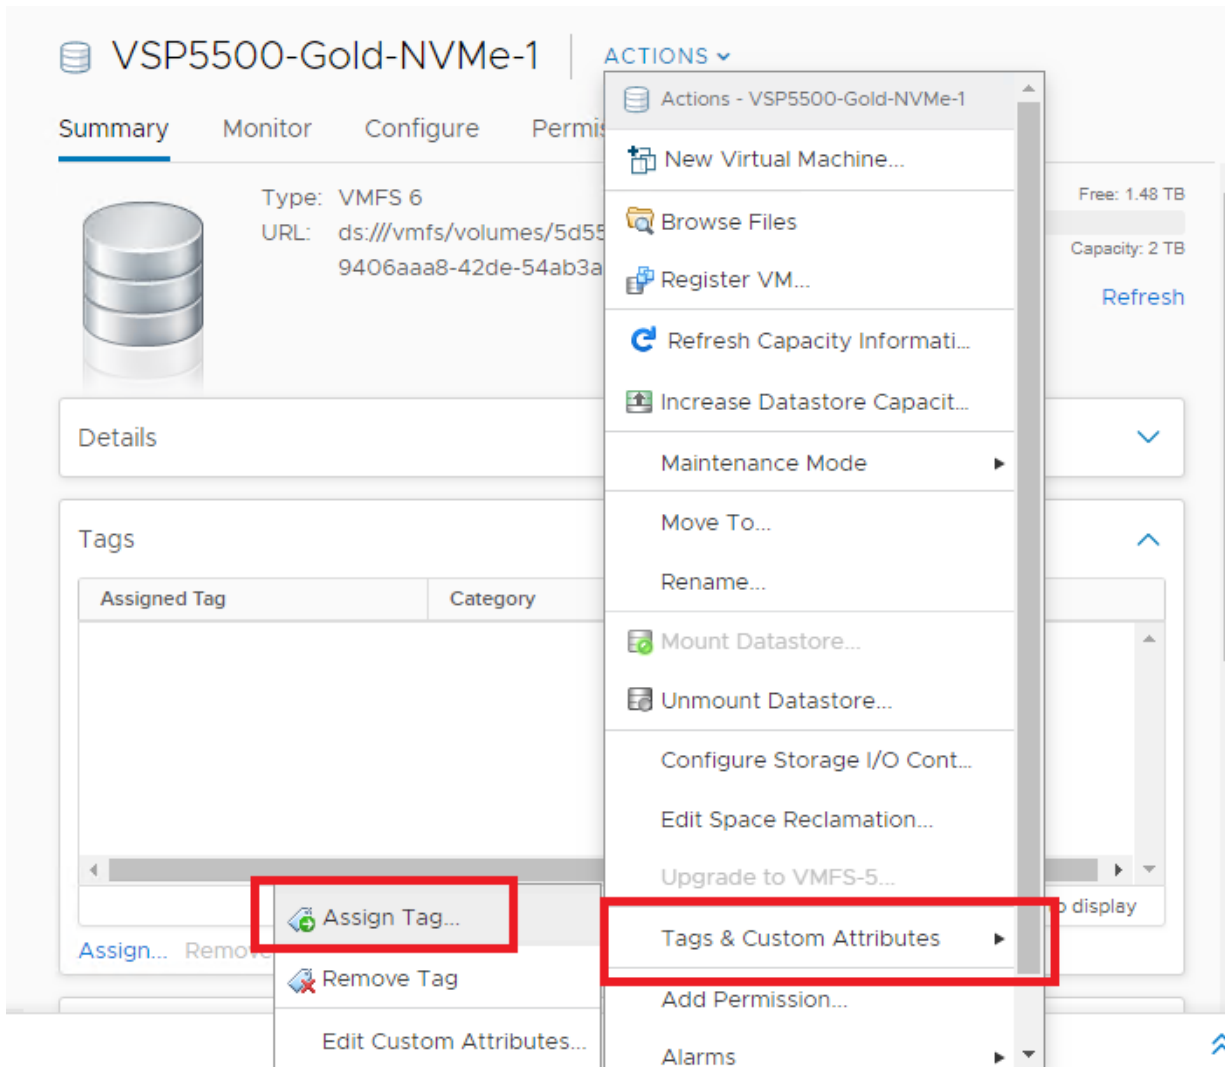 VSP5500-Gold-NVMe-1
ACTIONS
Summary Monitor Configure
Type: VMFS 6
URL: ds:///vmfs/volumes/5d55
9406aaa8-42de-54ab3a
Free: 1.48 TB
Capacity: 2 TB
Refresh
Details
Tags
Assigned Tag Category
display
Assign...
Actions - VSP5500-Gold-NVMe-1
New Virtual Machine...
Browse Files
Register VM...
Refresh Capacity Informati...
Increase Datastore Capacit...
Maintenance Mode
Move To...
Rename...
Mount Datastore...
Unmount Datastore...
Configure Storage I/O Cont...
Edit Space Reclamation...
Upgrade to VMFS-5...
Tags & Custom Attributes
Add Permission...
Alarms
Assign Tag...
Remove Tag
Edit Custom Attributes...